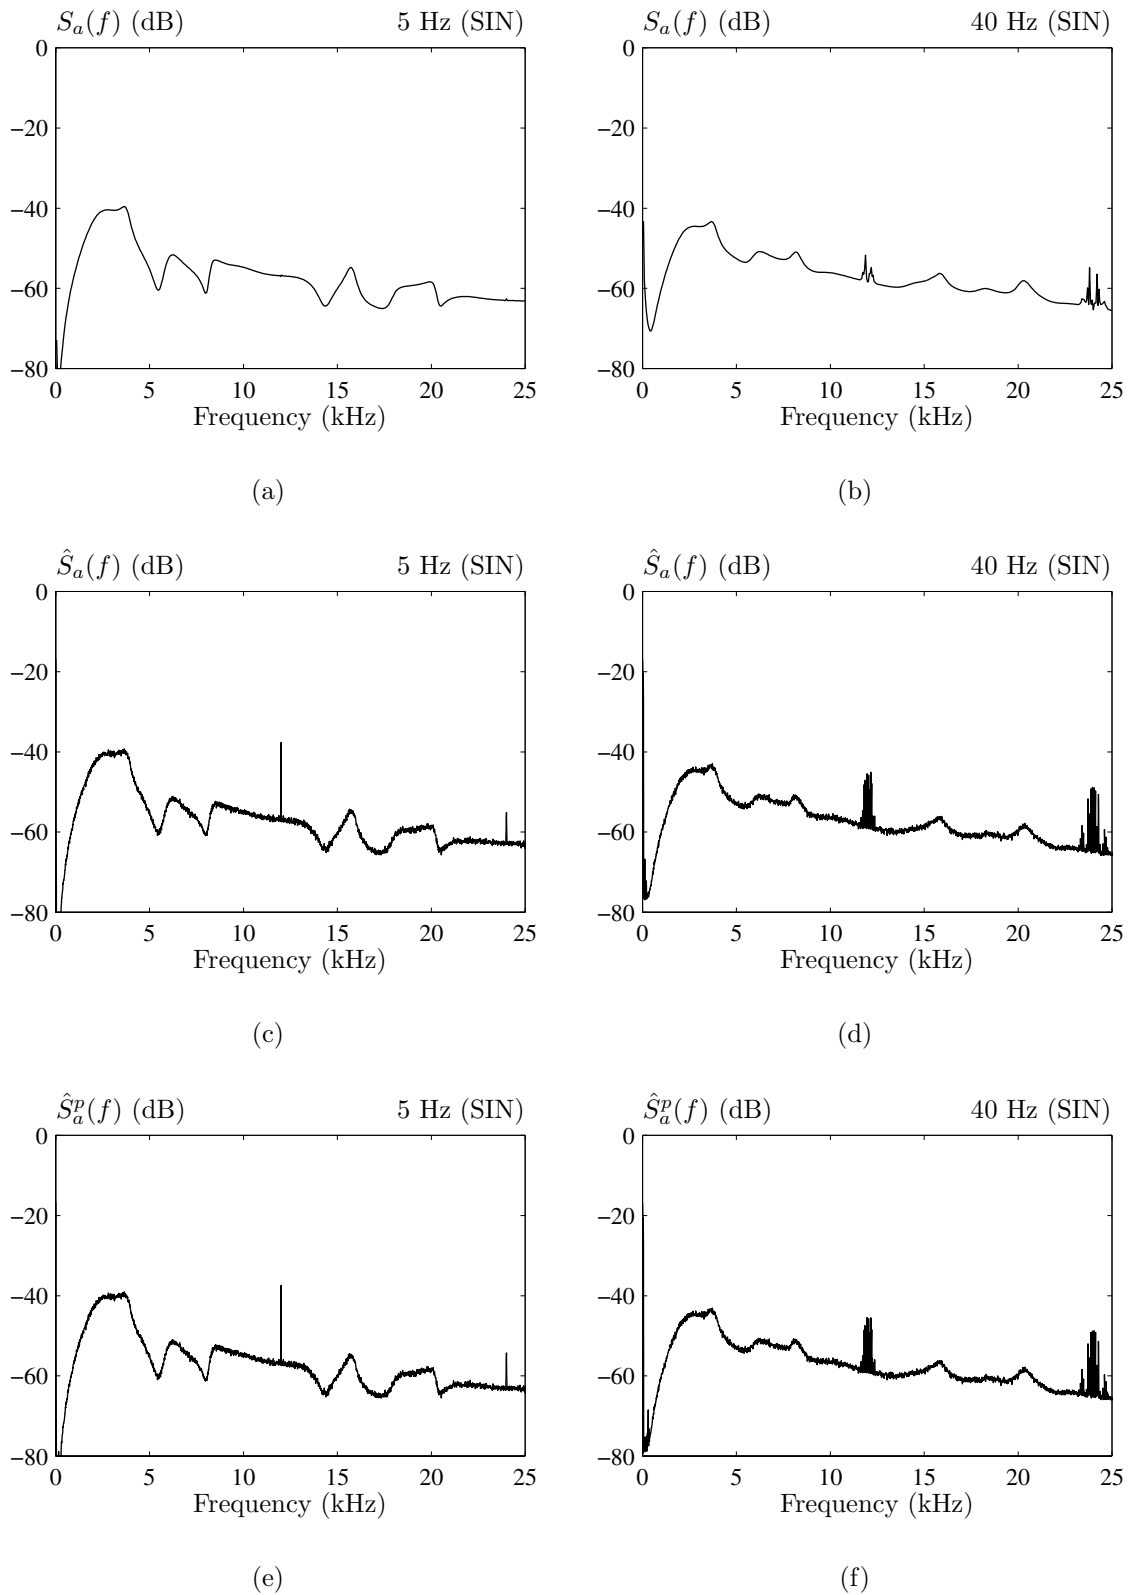 S_a(f) (dB) 5 Hz (SIN)
0
−20
−40
−60
−80
0 5 10 15 20 25
Frequency (kHz)
(a)
S_a(f) (dB) 40 Hz (SIN)
0
−20
−40
−60
−80
0 5 10 15 20 25
Frequency (kHz)
(b)
Ŝ_a(f) (dB) 5 Hz (SIN)
0
−20
−40
−60
−80
0 5 10 15 20 25
Frequency (kHz)
(c)
Ŝ_a(f) (dB) 40 Hz (SIN)
0
−20
−40
−60
−80
0 5 10 15 20 25
Frequency (kHz)
(d)
Ŝ_a^p(f) (dB) 5 Hz (SIN)
0
−20
−40
−60
−80
0 5 10 15 20 25
Frequency (kHz)
(e)
Ŝ_a^p(f) (dB) 40 Hz (SIN)
0
−20
−40
−60
−80
0 5 10 15 20 25
Frequency (kHz)
(f)